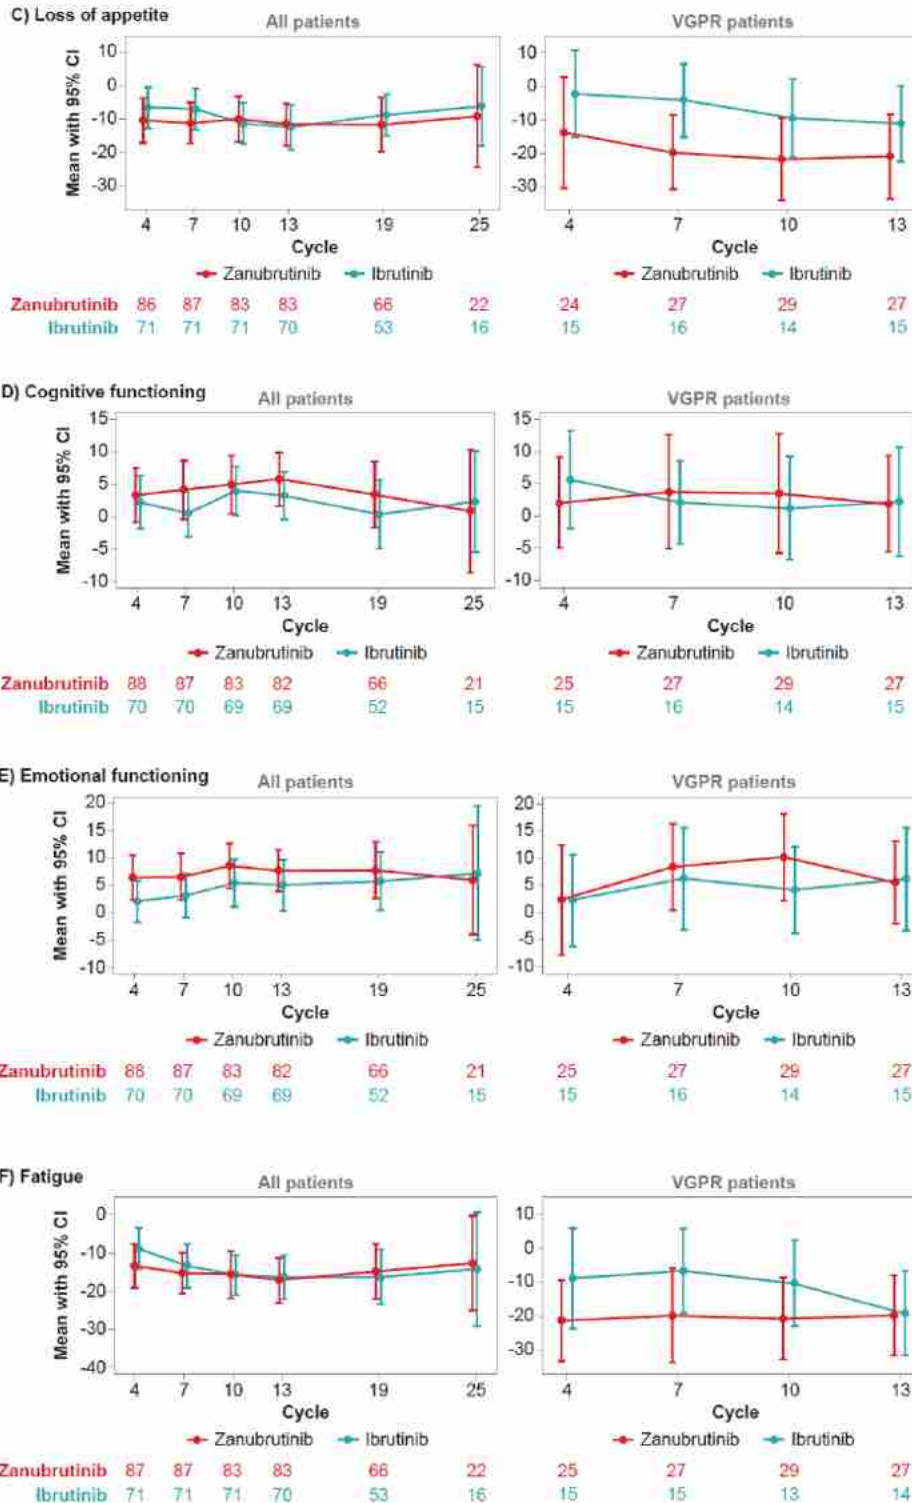 C) Loss of appetite
All patients
VGPR patients
Mean with 95% CI
10
0
-10
-20
-30
10
0
-10
-20
-30
4 7 10 13 19 25
4 7 10 13
Cycle
Cycle
Zanubrutinib Ibrutinib
Zanubrutinib Ibrutinib
Zanubrutinib 86 87 83 83 66 22 24 27 29 27
Ibrutinib 71 71 71 70 53 16 15 16 14 15
D) Cognitive functioning
All patients
VGPR patients
Mean with 95% CI
15
10
5
0
-5
-10
15
10
5
0
-5
-10
4 7 10 13 19 25
4 7 10 13
Cycle
Cycle
Zanubrutinib Ibrutinib
Zanubrutinib Ibrutinib
Zanubrutinib 88 87 83 82 66 21 25 27 29 27
Ibrutinib 70 70 69 69 52 15 15 16 14 15
E) Emotional functioning
All patients
VGPR patients
Mean with 95% CI
20
15
10
5
0
-5
-10
20
15
10
5
0
-5
-10
4 7 10 13 19 25
4 7 10 13
Cycle
Cycle
Zanubrutinib Ibrutinib
Zanubrutinib Ibrutinib
Zanubrutinib 88 87 83 82 66 21 25 27 29 27
Ibrutinib 70 70 69 69 52 15 15 16 14 15
F) Fatigue
All patients
VGPR patients
Mean with 95% CI
0
-10
-20
-30
-40
10
0
-10
-20
-30
4 7 10 13 19 25
4 7 10 13
Cycle
Cycle
Zanubrutinib Ibrutinib
Zanubrutinib Ibrutinib
Zanubrutinib 87 87 83 83 66 22 25 27 29 27
Ibrutinib 71 71 71 70 53 16 15 15 13 14